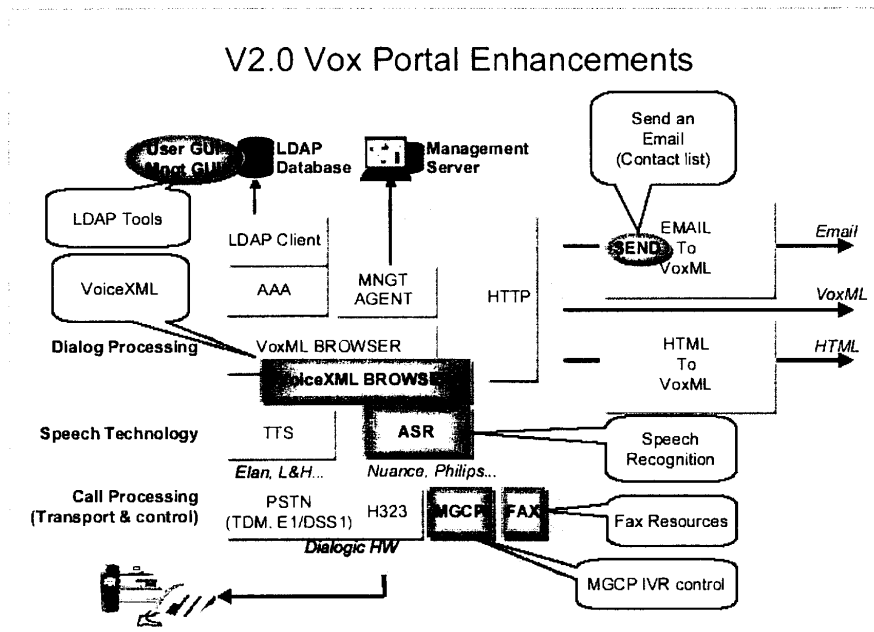 V2.0 Vox Portal Enhancements
Send an
Email
(Contact list)
User GUI
Mngt GUI
LDAP
Database
Management
Server
LDAP Tools
LDAP Client
EMAIL
SEND To
VoxML
Email
VoiceXML
AAA
MNGT
AGENT
HTTP
VoxML
Dialog Processing
VoxML BROWSER
HTML
To
VoxML
HTML
VoiceXML BROWSE
Speech Technology
TTS
ASR
Speech
Recognition
Elan, L&H...
Nuance, Philips...
Call Processing
(Transport & control)
PSTN
(TDM. E1/DSS1)
H323
MGCP
FAX
Fax Resources
Dialogic HW
MGCP IVR control